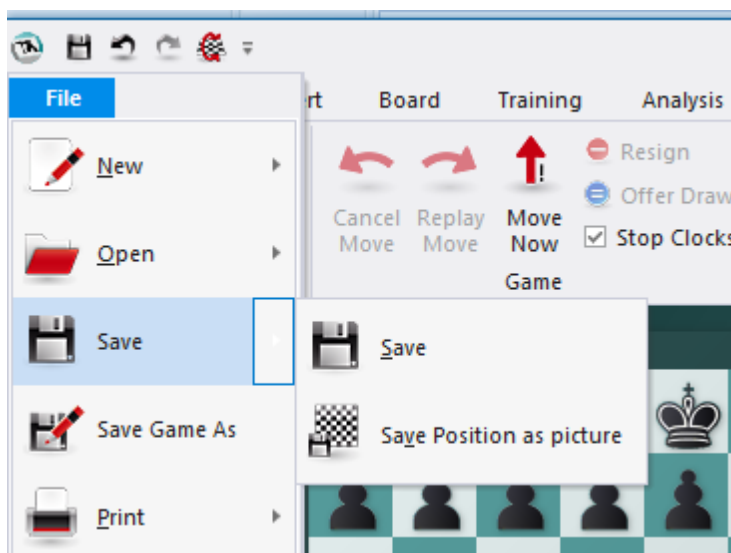 File
rt Board Training Analysis
New
Open
Save
Save Game As
Print
Cancel Move
Replay Move
Move Now
!
Resign
Offer Draw
Stop Clocks
Game
Save
Save Position as picture